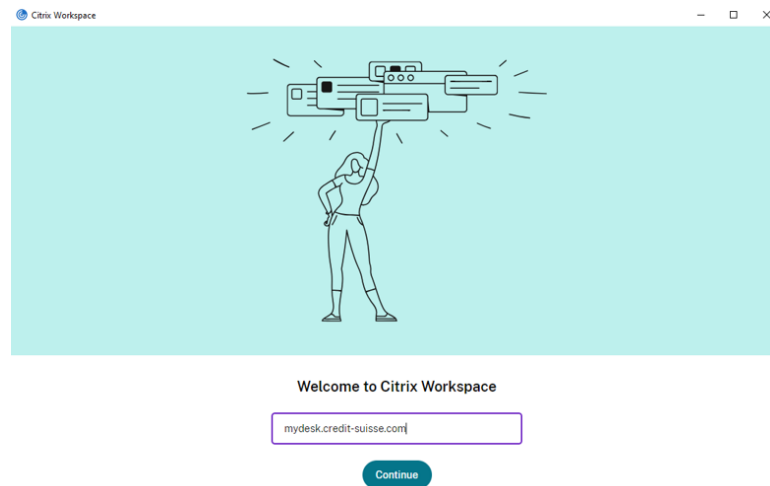 Citrix Workspace
Welcome to Citrix Workspace
mydesk.credit-suisse.com
Continue